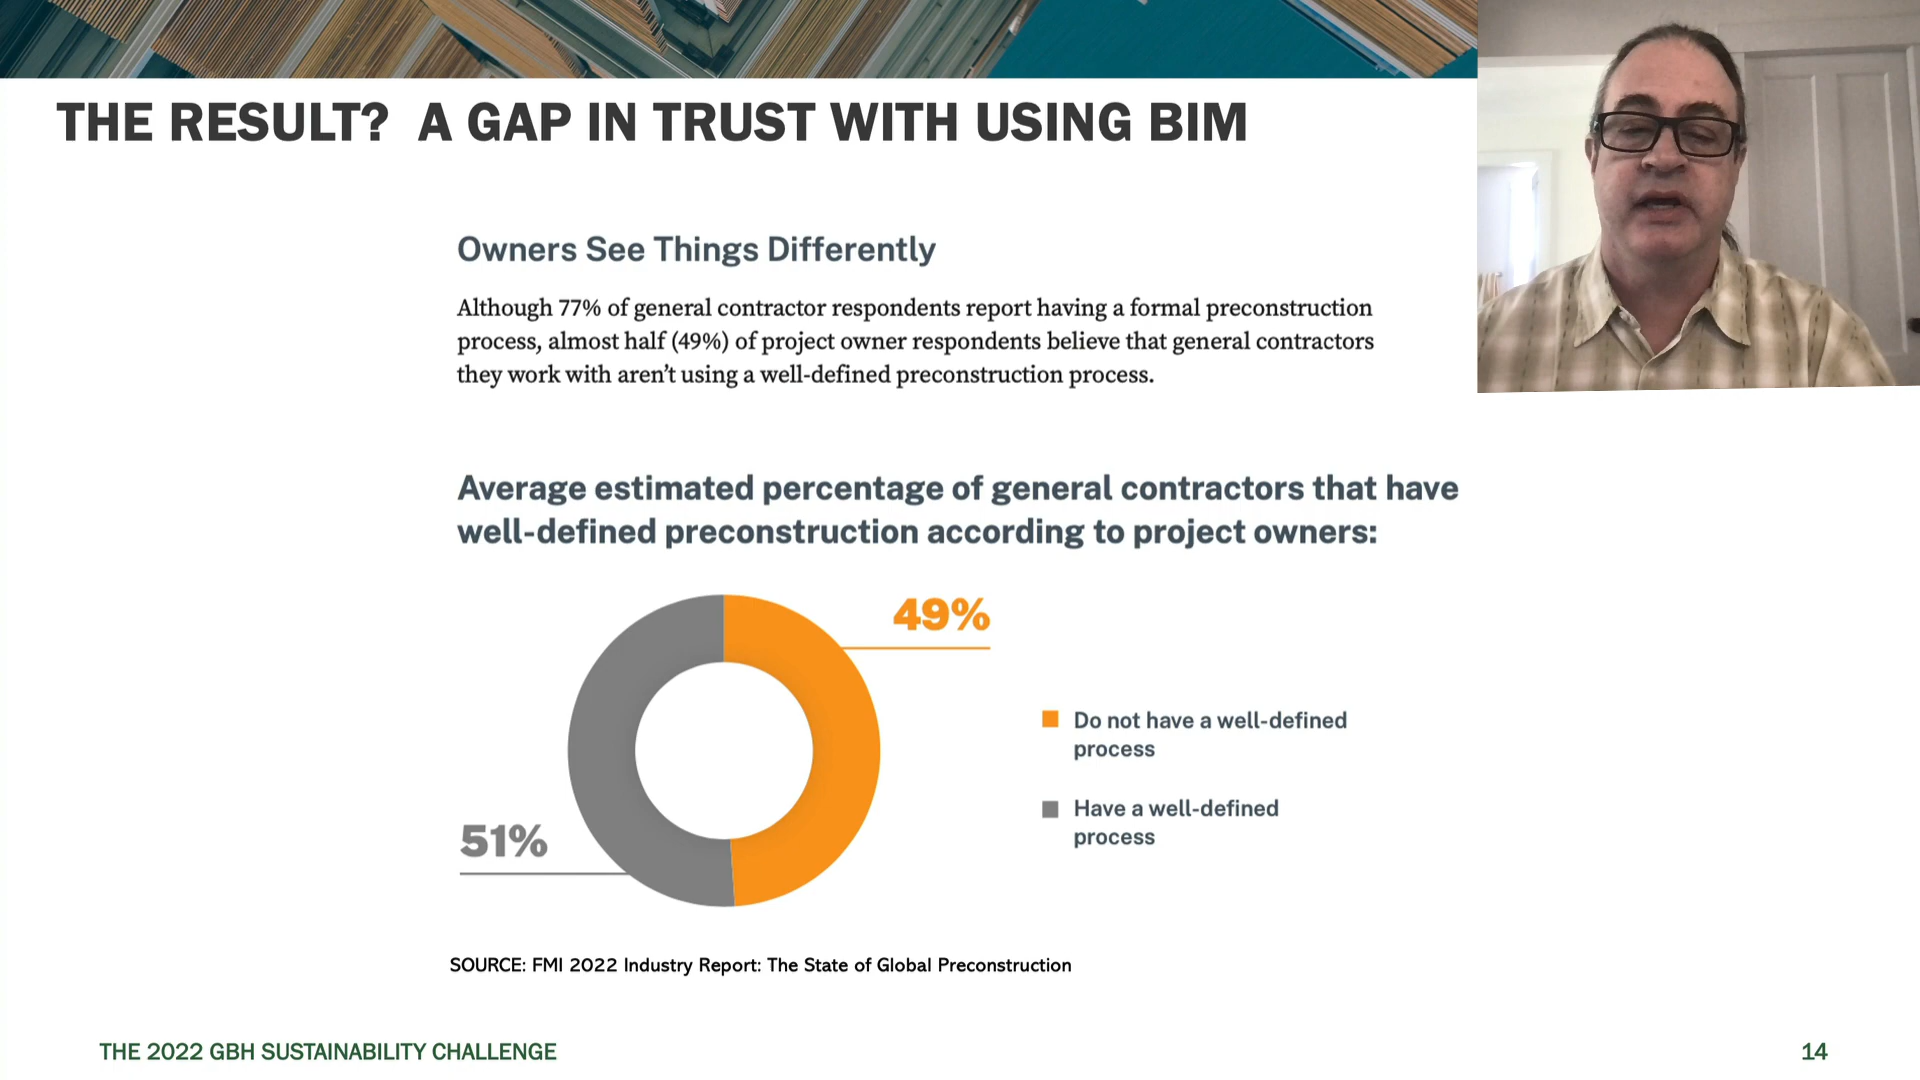 THE RESULT?  A GAP IN TRUST WITH USING BIM
Owners See Things Differently
Although 77% of general contractor respondents report having a formal preconstruction
process, almost half (49%) of project owner respondents believe that general contractors
they work with aren’t using a well-defined preconstruction process.
Average estimated percentage of general contractors that have
well-defined preconstruction according to project owners:
49%
51%
Do not have a well-defined
process
Have a well-defined
process
SOURCE: FMI 2022 Industry Report: The State of Global Preconstruction
THE 2022 GBH SUSTAINABILITY CHALLENGE
14